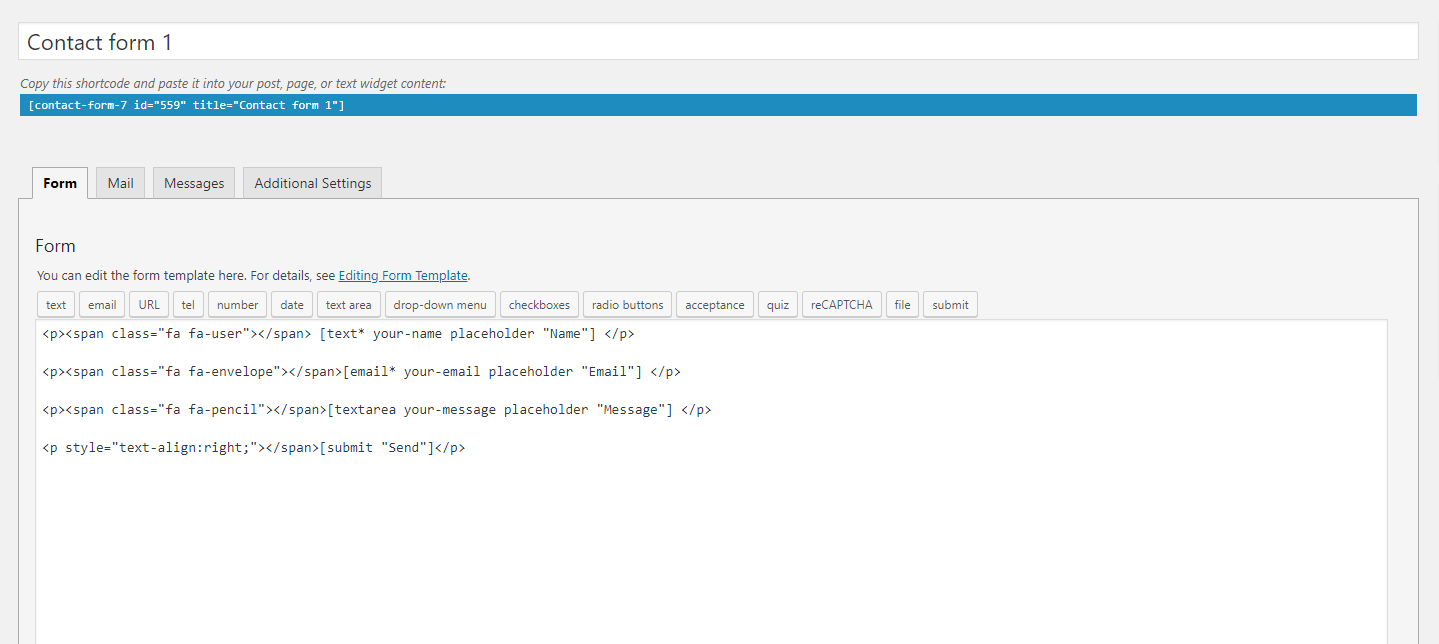 Contact form 1
Copy this shortcode and paste it into your post, page, or text widget content:
[contact-form-7 id="559" title="Contact form 1"]
Form Mail Messages Additional Settings
Form
You can edit the form template here. For details, see Editing Form Template.
text email URL tel number date text area drop-down menu checkboxes radio buttons acceptance quiz reCAPTCHA file submit
<p><span class="fa fa-user"></span> [text* your-name placeholder "Name"] </p>
<p><span class="fa fa-envelope"></span>[email* your-email placeholder "Email"] </p>
<p><span class="fa fa-pencil"></span>[textarea your-message placeholder "Message"] </p>
<p style="text-align:right;"></span>[submit "Send"]</p>